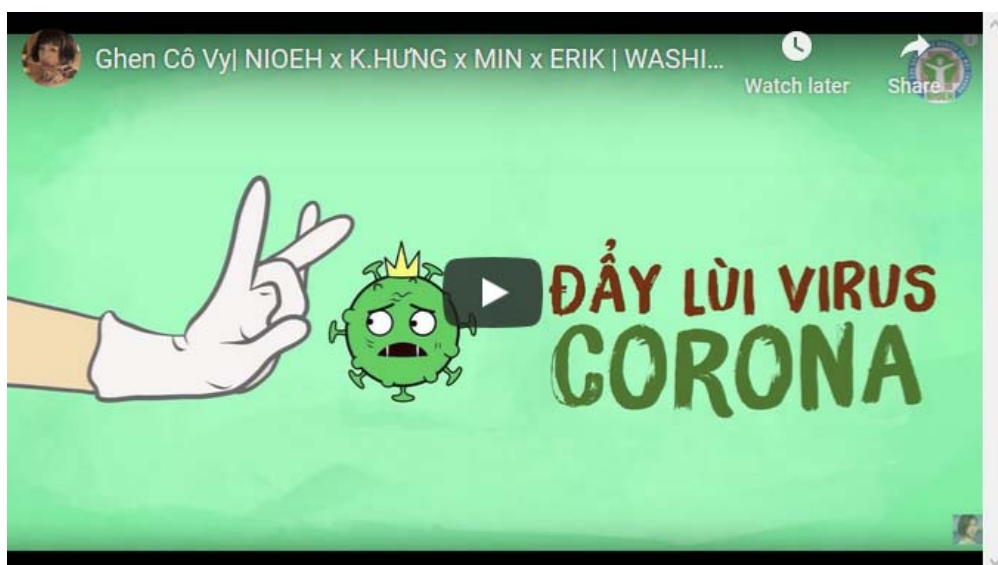 Ghen Cô Vy| NIOEH x K.HƯNG x MIN x ERIK | WASHI...
Watch later
Share
ĐẨY LÙI VIRUS
CORONA